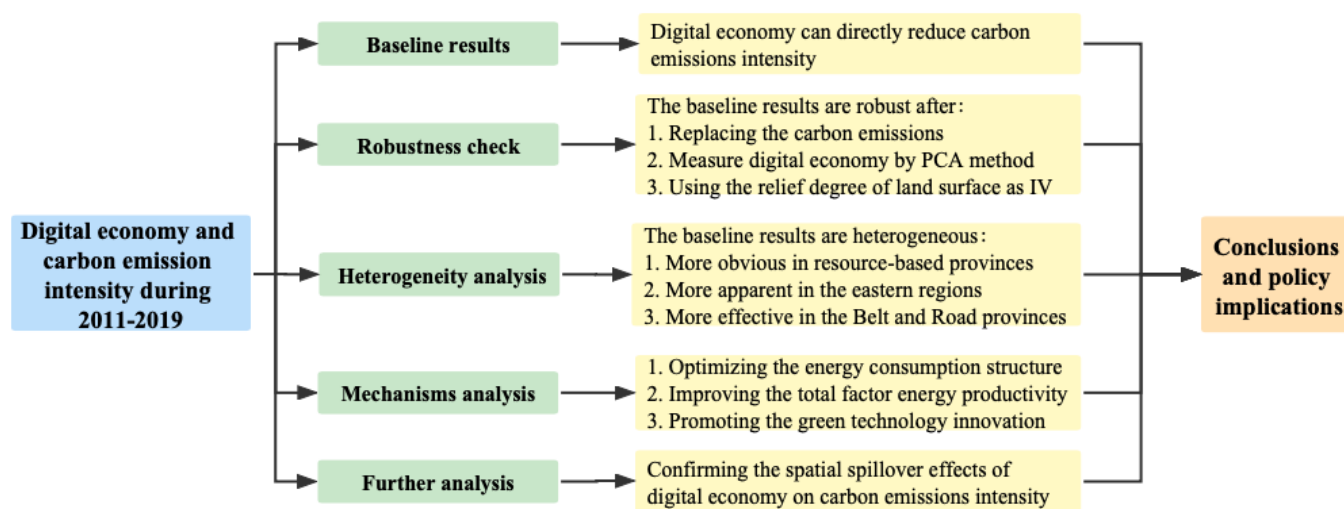 Digital economy and
carbon emission
intensity during
2011-2019
Baseline results
Digital economy can directly reduce carbon
emissions intensity
Robustness check
The baseline results are robust after:
1. Replacing the carbon emissions
2. Measure digital economy by PCA method
3. Using the relief degree of land surface as IV
Heterogeneity analysis
The baseline results are heterogeneous:
1. More obvious in resource-based provinces
2. More apparent in the eastern regions
3. More effective in the Belt and Road provinces
Mechanisms analysis
1. Optimizing the energy consumption structure
2. Improving the total factor energy productivity
3. Promoting the green technology innovation
Further analysis
Confirming the spatial spillover effects of
digital economy on carbon emissions intensity
Conclusions
and policy
implications